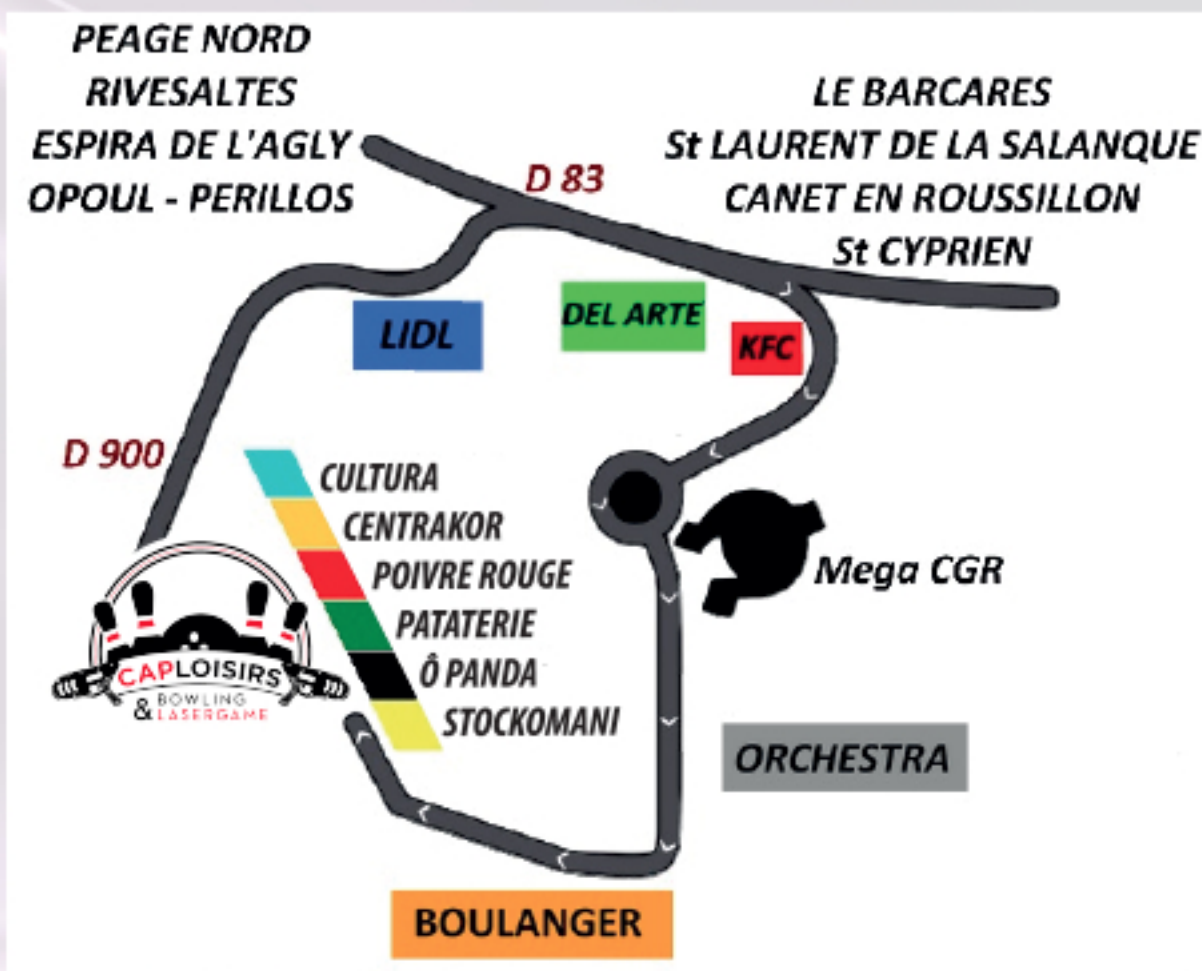 PEAGE NORD
RIVESALTES
ESPIRA DE L'AGLY
OPOUL - PERILLOS
LE BARCARES
St LAURENT DE LA SALANQUE
CANET EN ROUSSILLON
St CYPRIEN
D 83
LIDL
DEL ARTE
KFC
D 900
CULTURA
CENTRAKOR
POIVRE ROUGE
PATATERIE
Ô PANDA
STOCKOMANI
Mega CGR
CAPLOISIRS
& BOWLING
LASERGAME
ORCHESTRA
BOULANGER